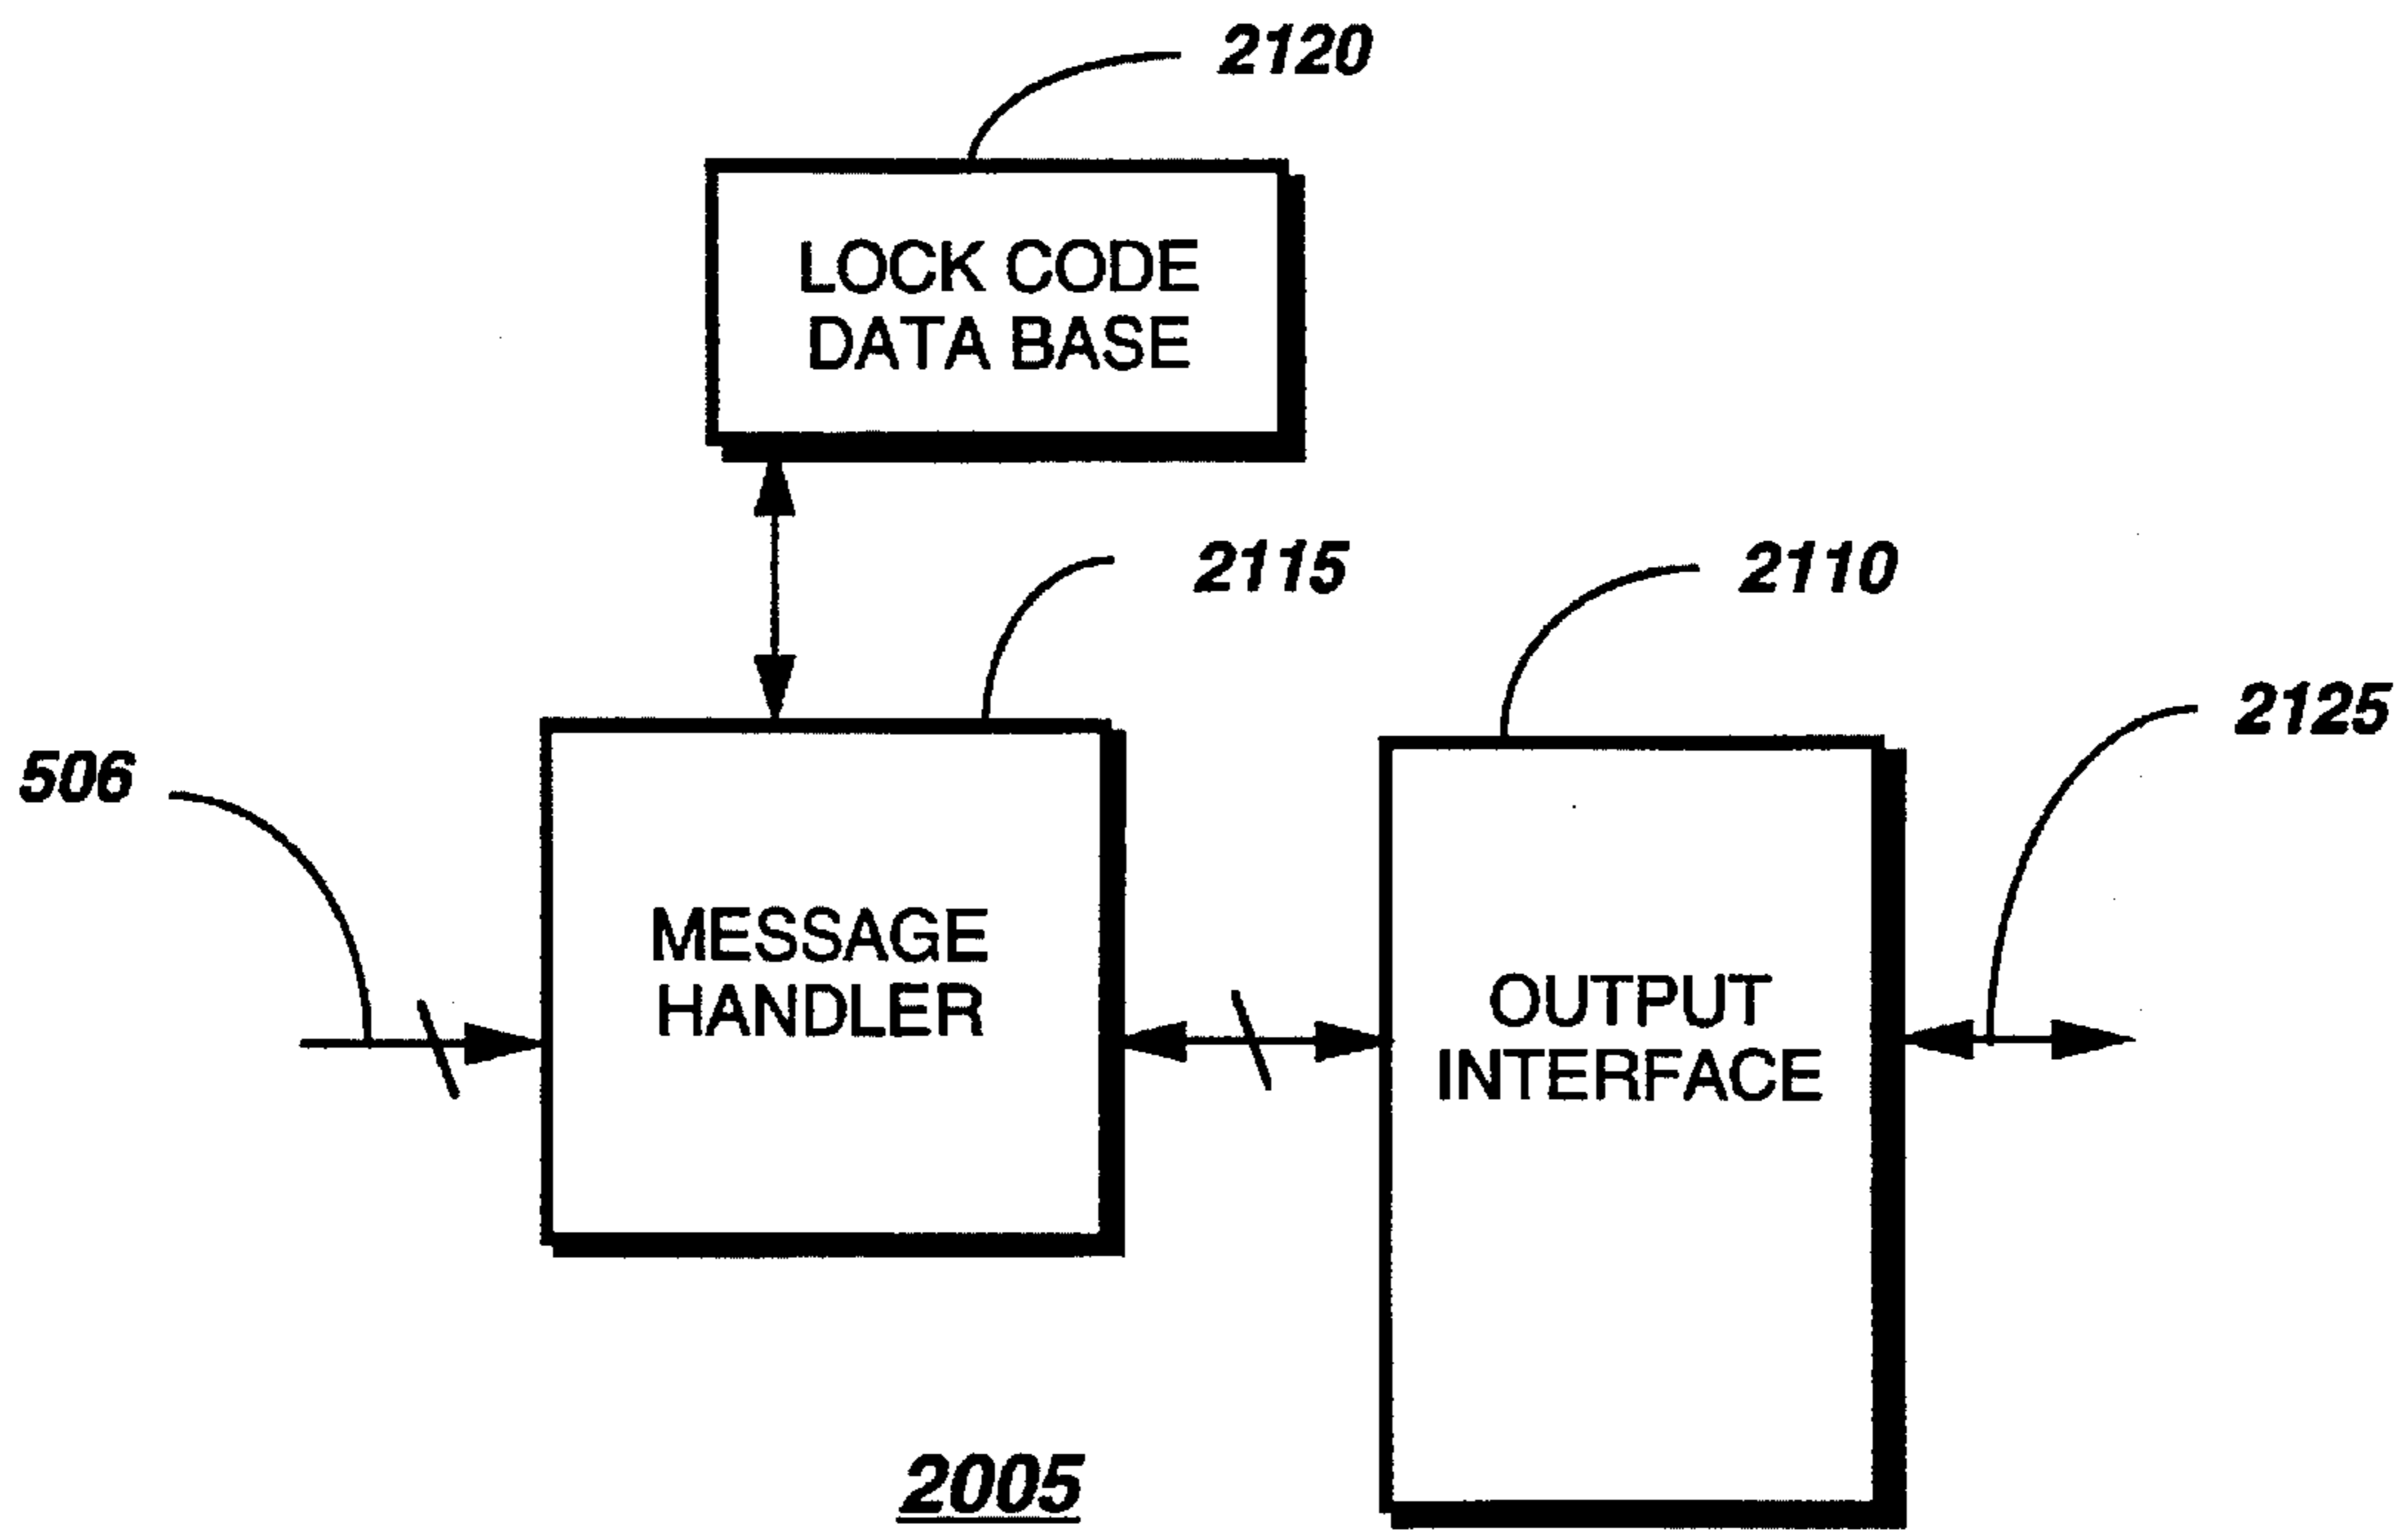 2120
LOCK CODE
DATA BASE
2115
2110
2125
506
MESSAGE
HANDLER
OUTPUT
INTERFACE
2005